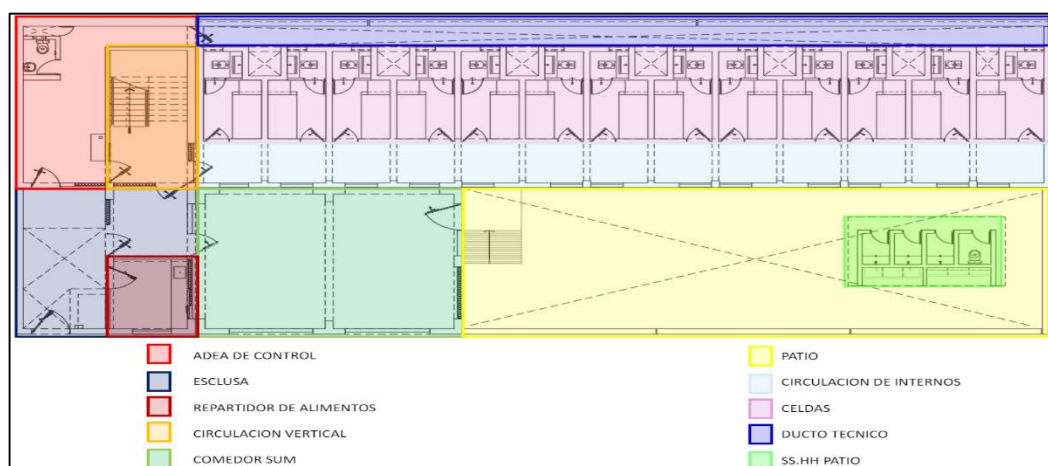 ADEA DE CONTROL
ESCLUSA
REPARTIDOR DE ALIMENTOS
CIRCULACION VERTICAL
COMEDOR SUM
PATIO
CIRCULACION DE INTERNOS
CELDAS
DUCTO TECNICO
SS.HH PATIO